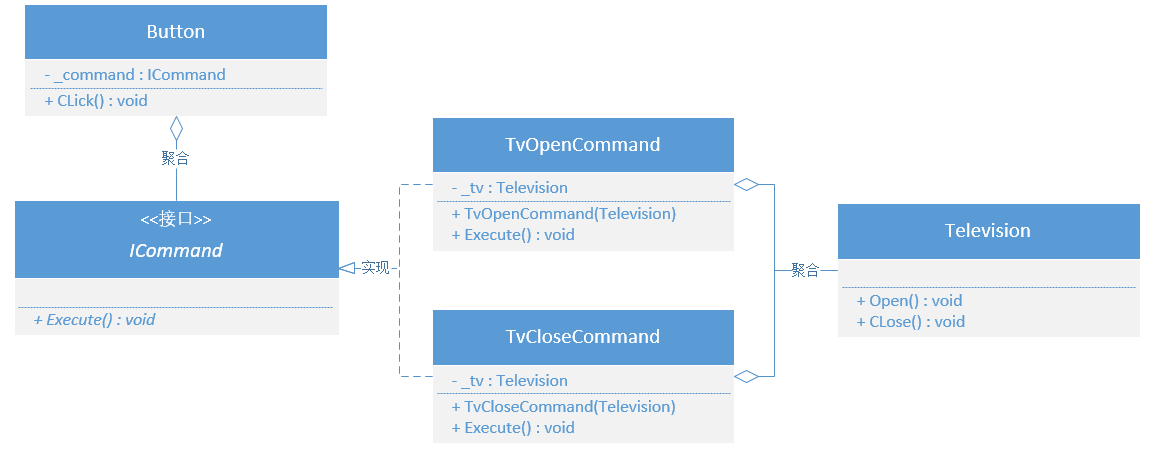 Button
- _command : ICommand
+ CLick() : void
聚合
<<接口>>
ICommand
+ Execute() : void
实现
TvOpenCommand
- _tv : Television
+ TvOpenCommand(Television)
+ Execute() : void
TvCloseCommand
- _tv : Television
+ TvCloseCommand(Television)
+ Execute() : void
聚合
Television
+ Open() : void
+ CLose() : void